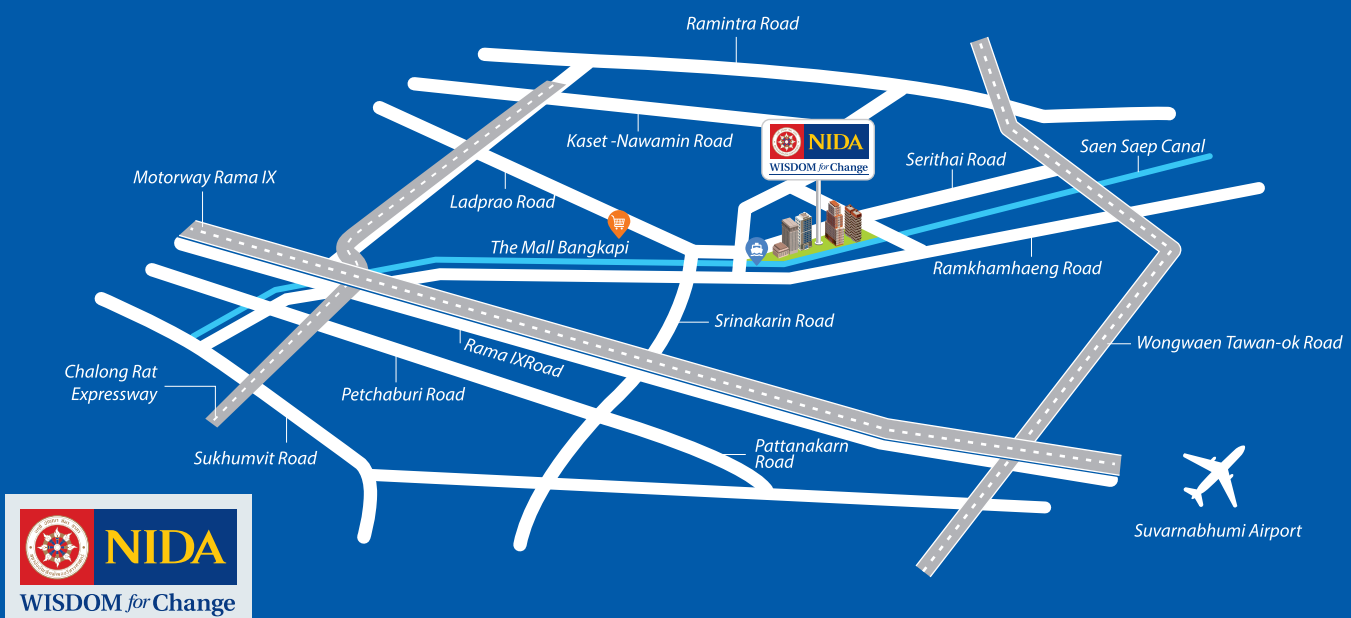 Ramintra Road
Kaset -Nawamin Road
NIDA
WISDOM for Change
Serithai Road
Saen Saep Canal
Motorway Rama IX
Ladprao Road
The Mall Bangkapi
Ramkhamhaeng Road
Srinakarin Road
Wongwaen Tawan-ok Road
Rama IXRoad
Chalong Rat
Expressway
Petchaburi Road
Sukhumvit Road
Pattanakarn
Road
Suvarnabhumi Airport
NIDA
WISDOM for Change